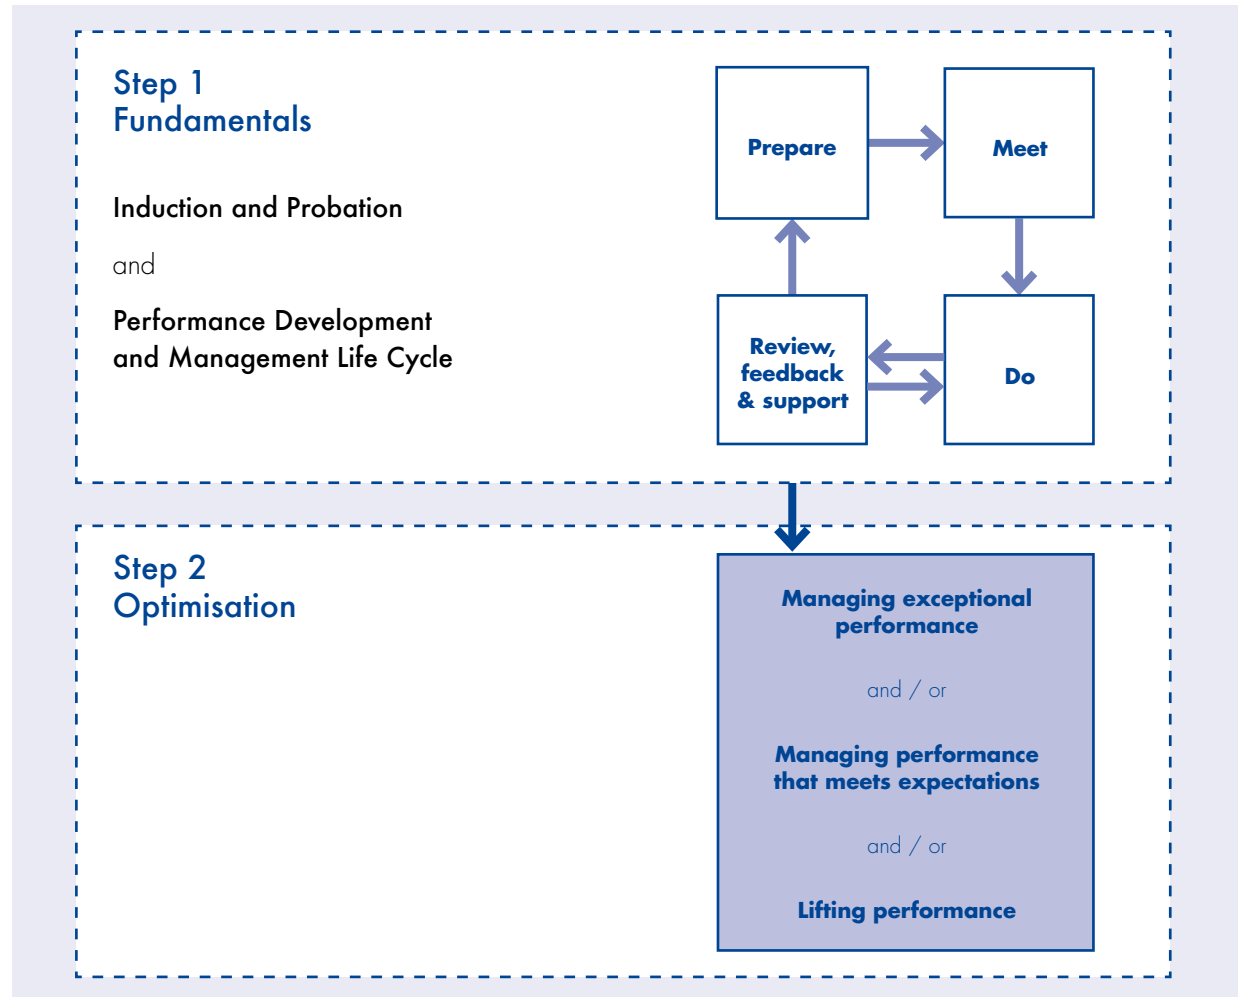 Step 1
Fundamentals
Induction and Probation
and
Performance Development
and Management Life Cycle
Prepare
Meet
Review,
feedback
& support
Do
Step 2
Optimisation
Managing exceptional
performance
and / or
Managing performance
that meets expectations
and / or
Lifting performance